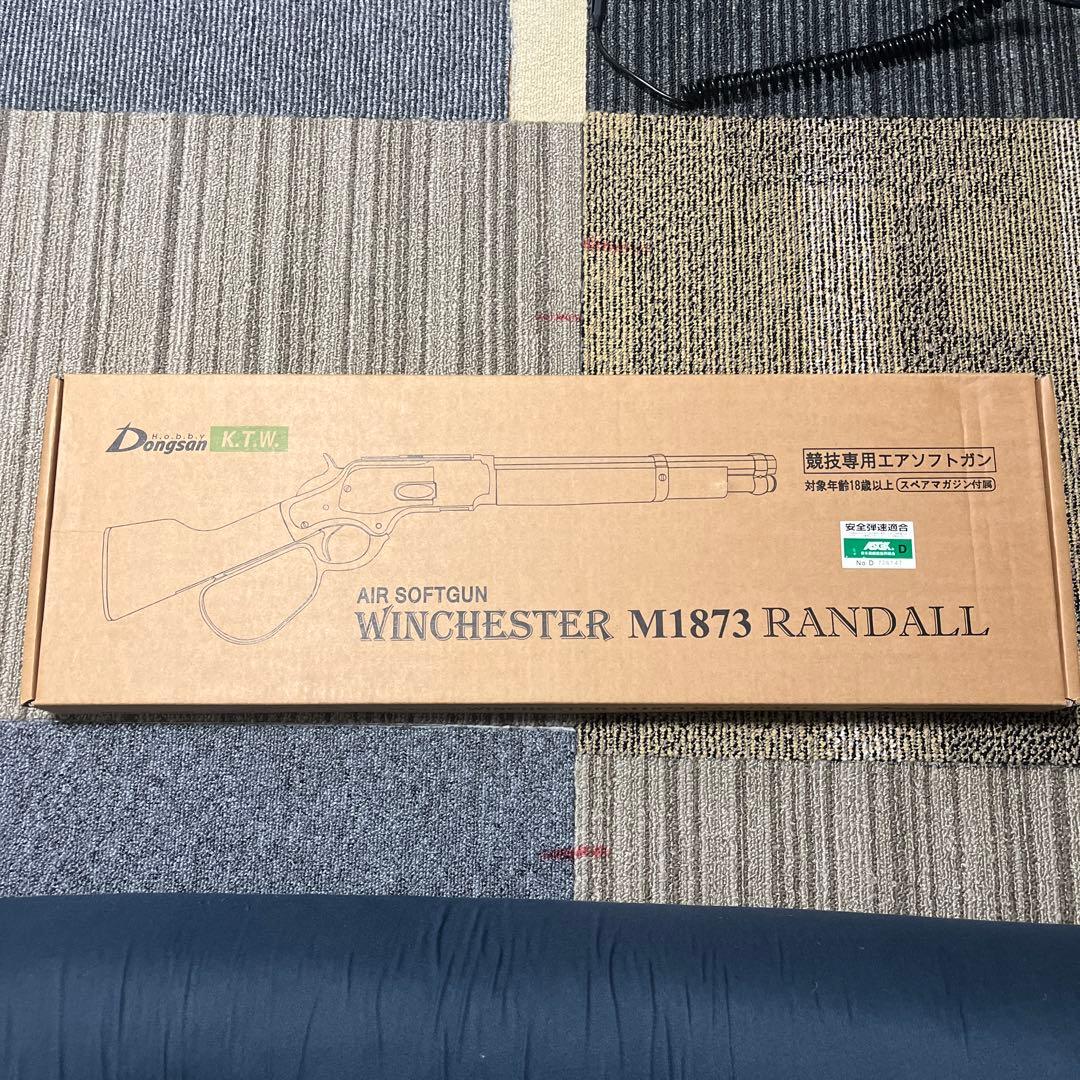 Hobby
Dongsan K.T.W.
競技専用エアソフトガン
対象年齢18歳以上 スペアマガジン付属
安全弾速適合
ASGK D
No.D
AIR SOFTGUN
WINCHESTER M1873 RANDALL